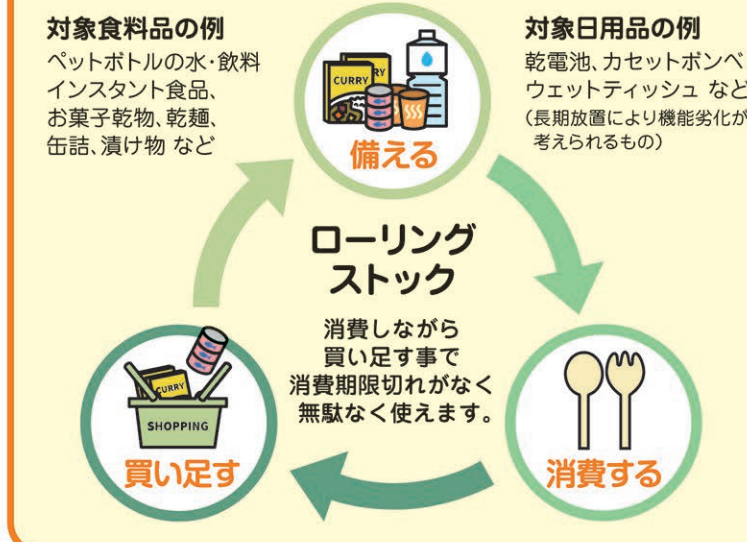 対象食料品の例
ペットボトルの水・飲料
インスタント食品、
お菓子乾物、乾麺、
缶詰、漬け物 など
対象日用品の例
乾電池、カセットボンベ
ウェットティッシュ など
（長期放置により機能劣化が
考えられるもの）
CURRY
RY
備える
ローリング
ストック
消費しながら
買い足す事で
消費期限切れがなく
無駄なく使えます。
CURRY
SHOPPING
買い足す
消費する